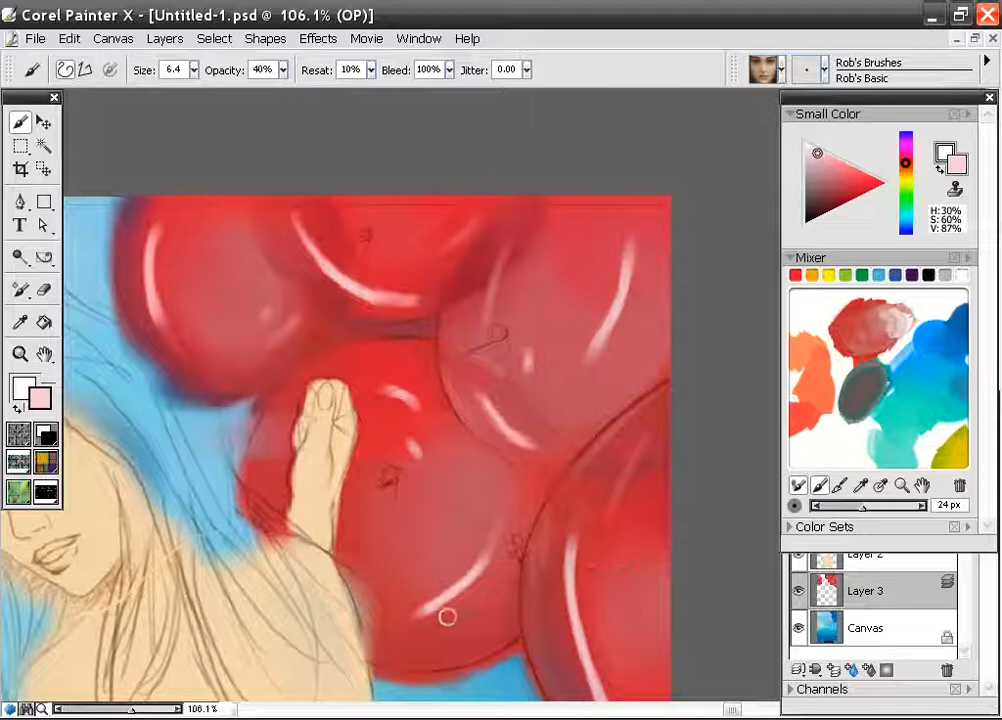 Corel Painter X - [Untitled-1.psd @ 106.1% (OP)]
File Edit Canvas Layers Select Shapes Effects Movie Window Help
Size: 6.4 Opacity: 40% Resat: 10% Bleed: 100% Jitter: 0.00
Rob's Brushes
Rob's Basic
Small Color
H:30%
S:60%
V:87%
Mixer
T
24 px
Color Sets
Layer 2
Layer 3
Canvas
Channels
106.1%